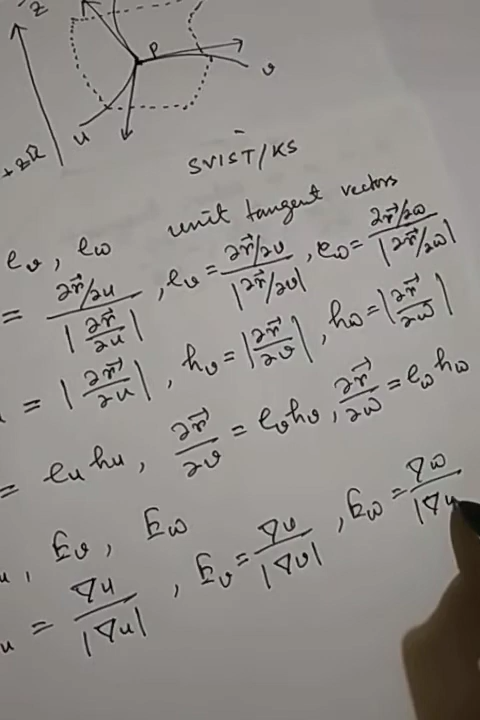 z
P
u
v
+zk̂
SVIST/KS
e_v, e_w unit tangent vectors
= ∂r⃗/∂u / |∂r⃗/∂u|, e_v = ∂r⃗/∂v / |∂r⃗/∂v|, e_w = ∂r⃗/∂w / |∂r⃗/∂w|
u = |∂r⃗/∂u|, h_v = |∂r⃗/∂v|, h_w = |∂r⃗/∂w|
= e_u h_u, ∂r⃗/∂v = e_v h_v, ∂r⃗/∂w = e_w h_w
u, E_v, E_w
u = ∇u/|∇u|, E_v = ∇v/|∇v|, E_w = ∇w/|∇